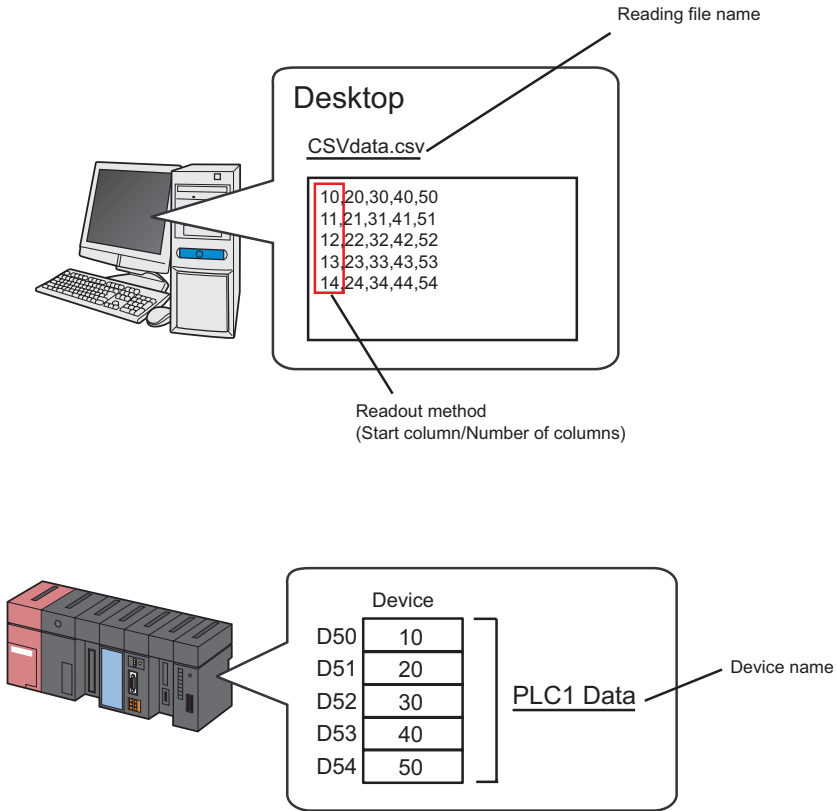 Reading file name
Desktop
CSVdata.csv
10,20,30,40,50
11,21,31,41,51
12,22,32,42,52
13,23,33,43,53
14,24,34,44,54
Readout method
(Start column/Number of columns)
Device
D50 10
D51 20
D52 30
D53 40
D54 50
PLC1 Data
Device name